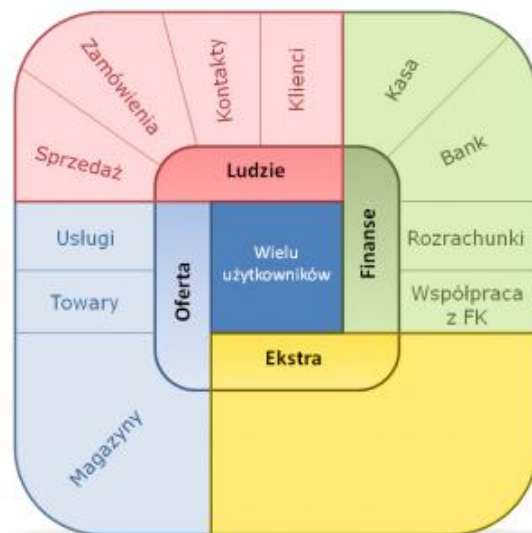 Sprzedaż
Zamówienia
Kontakty
Klienci
Kasa
Bank
Ludzie
Usługi
Towary
Oferta
Wielu
użytkowników
Finanse
Rozrachunki
Współpraca
z FK
Ekstra
Magazyny